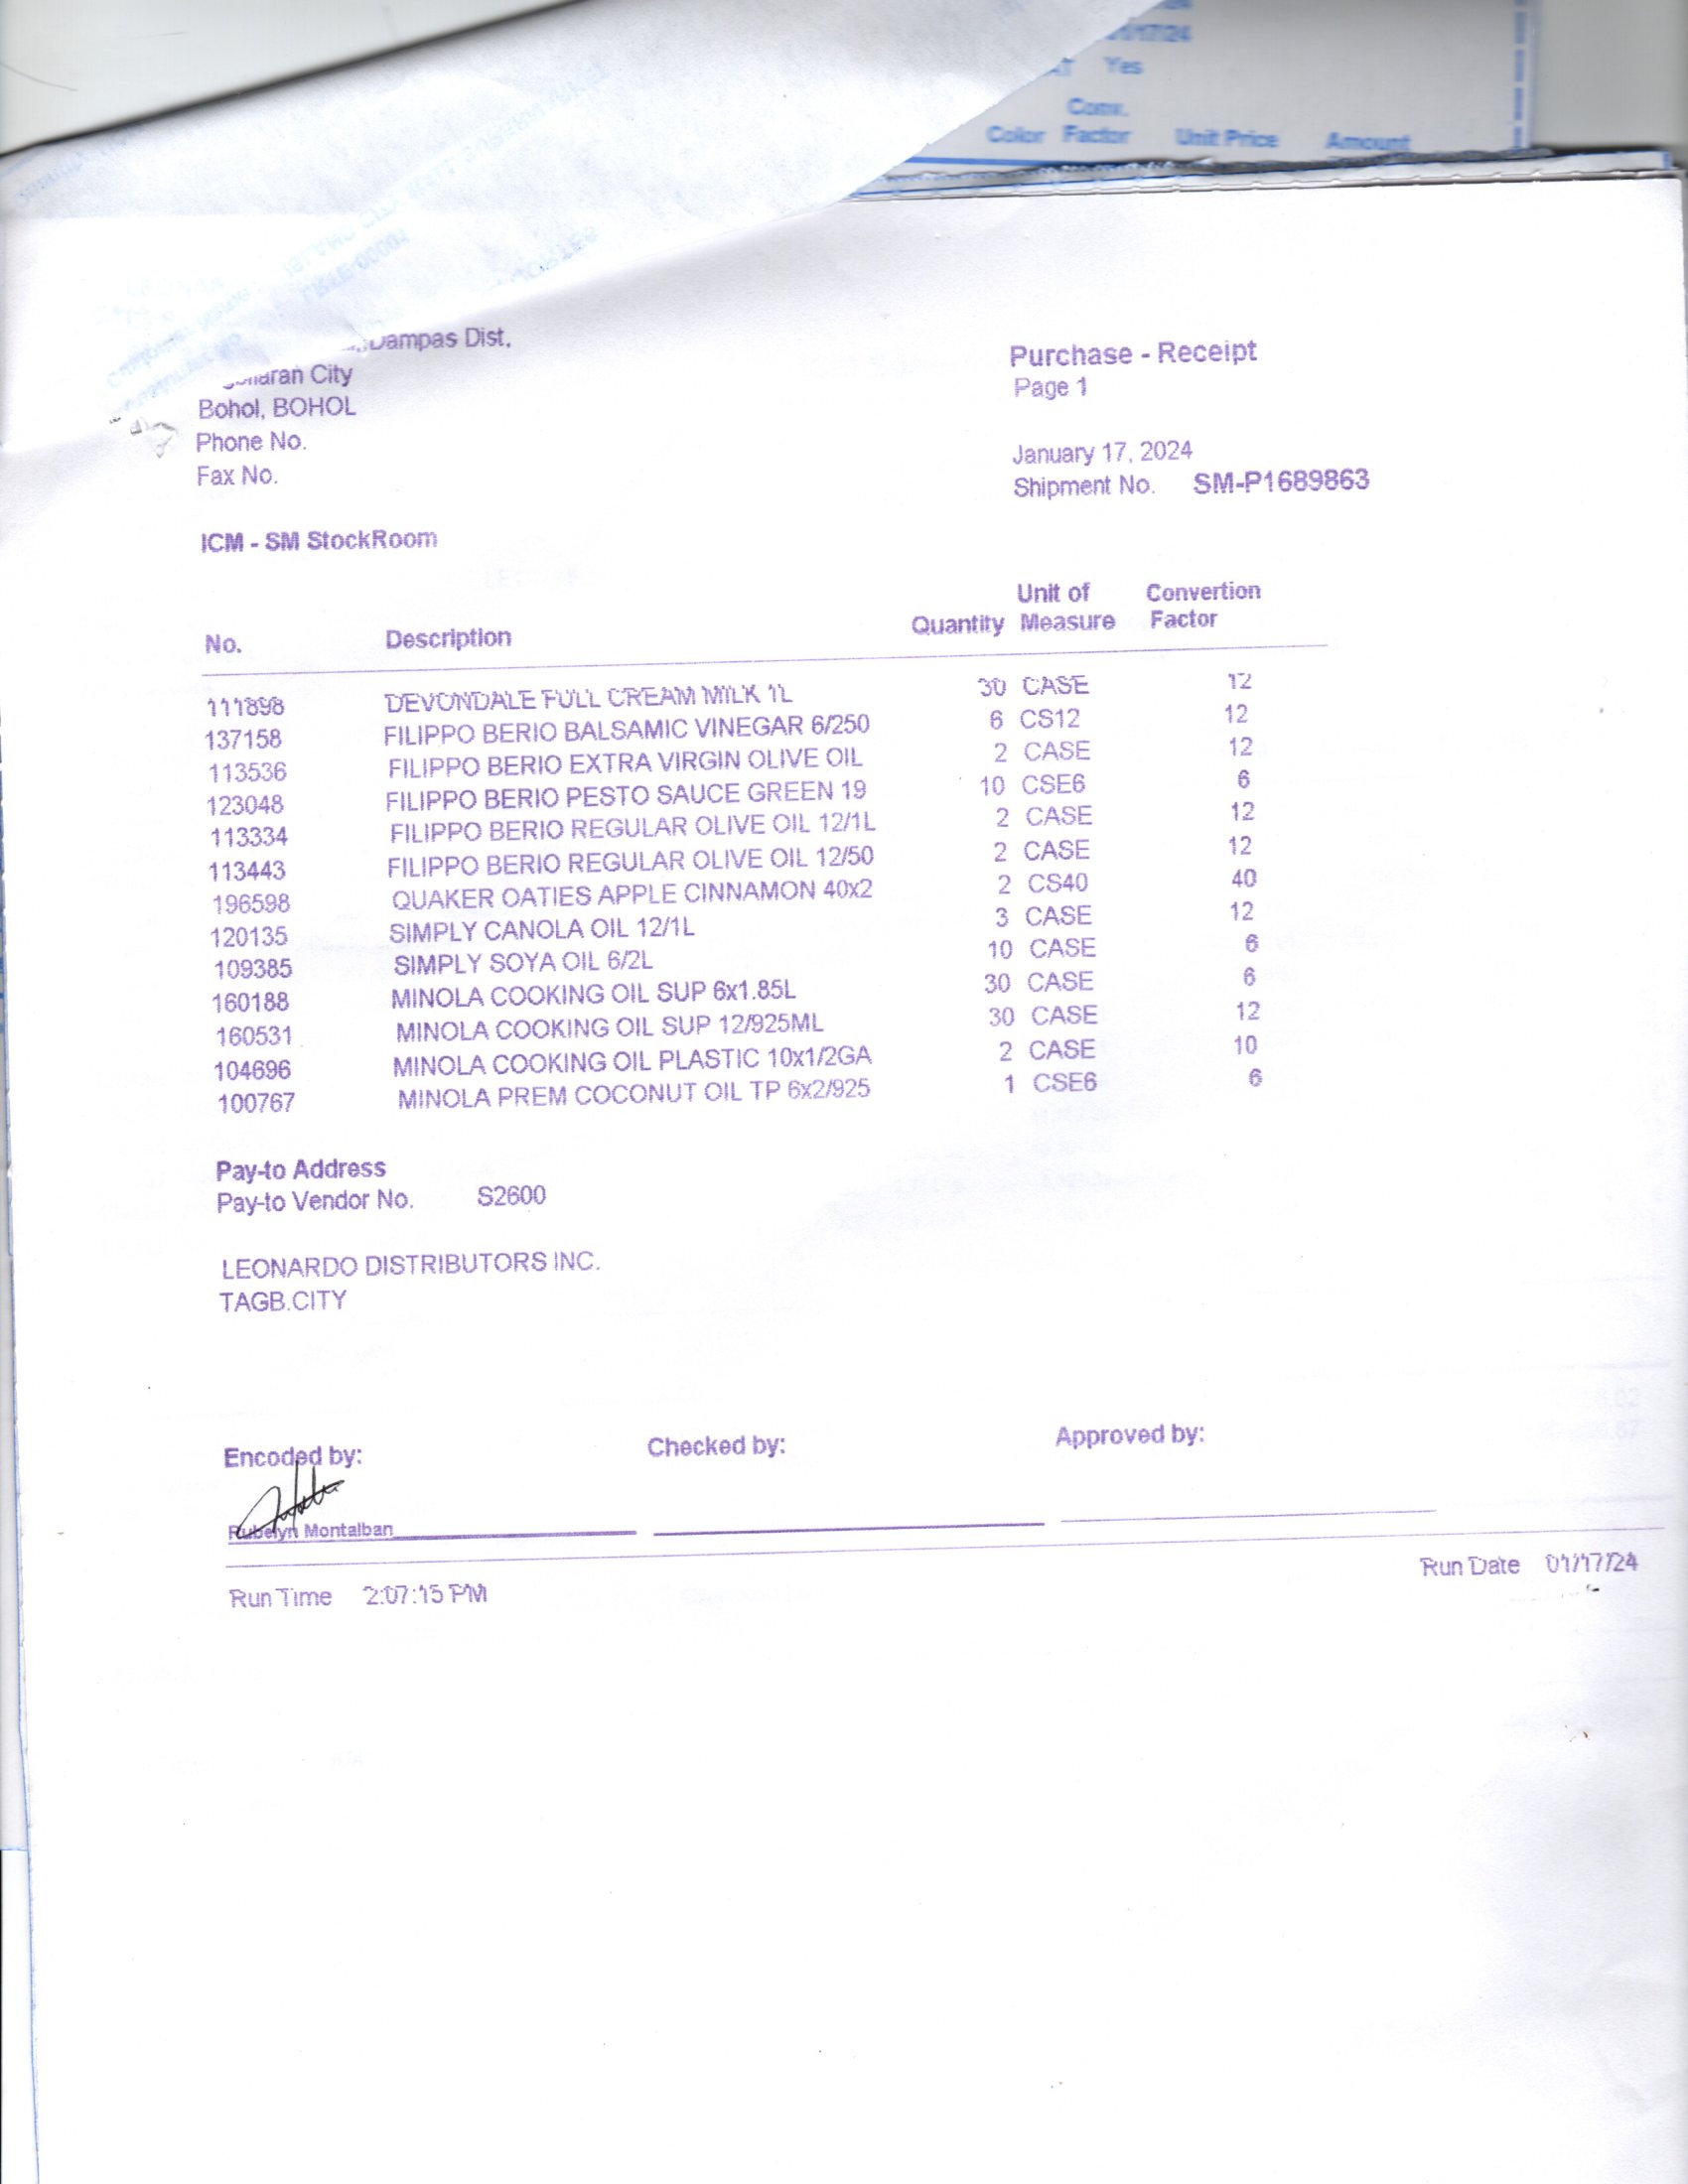 01/17/24
Yes
Conv.
Color Factor Unit Price Amount
Dampas Dist,
City
Bohol, BOHOL
Phone No.
Fax No.
Purchase - Receipt
Page 1
January 17, 2024
Shipment No. SM-P1689863
ICM - SM StockRoom
No. Description Quantity Unit of Measure Convertion Factor
111898 DEVONDALE FULL CREAM MILK 1L 30 CASE 12
137158 FILIPPO BERIO BALSAMIC VINEGAR 6/250 6 CS12 12
113536 FILIPPO BERIO EXTRA VIRGIN OLIVE OIL 2 CASE 12
123048 FILIPPO BERIO PESTO SAUCE GREEN 19 10 CSE6 6
113334 FILIPPO BERIO REGULAR OLIVE OIL 12/1L 2 CASE 12
113443 FILIPPO BERIO REGULAR OLIVE OIL 12/50 2 CASE 12
196598 QUAKER OATIES APPLE CINNAMON 40x2 2 CS40 40
120135 SIMPLY CANOLA OIL 12/1L 3 CASE 12
109385 SIMPLY SOYA OIL 6/2L 10 CASE 6
160188 MINOLA COOKING OIL SUP 6x1.85L 30 CASE 6
160531 MINOLA COOKING OIL SUP 12/925ML 30 CASE 12
104696 MINOLA COOKING OIL PLASTIC 10x1/2GA 2 CASE 10
100767 MINOLA PREM COCONUT OIL TP 6x2/925 1 CSE6 6
Pay-to Address
Pay-to Vendor No. S2600
LEONARDO DISTRIBUTORS INC.
TAGB.CITY
Encoded by: Checked by: Approved by:
Rubelyn Montalban
Run Time 2:07:15 PM Run Date 01/17/24